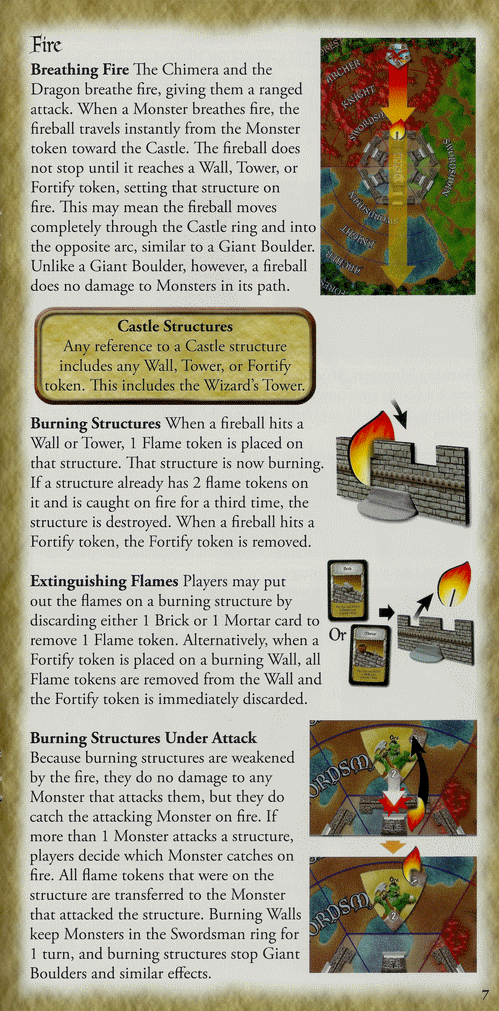 Fire
Breathing Fire The Chimera and the
Dragon breathe fire, giving them a ranged
attack. When a Monster breathes fire, the
fireball travels instantly from the Monster
token toward the Castle. The fireball does
not stop until it reaches a Wall, Tower, or
Fortify token, setting that structure on
fire. This may mean the fireball moves
completely through the Castle ring and into
the opposite arc, similar to a Giant Boulder.
Unlike a Giant Boulder, however, a fireball
does no damage to Monsters in its path.
ARCHER
KNIGHT
SWORDSM
SWORDSMEN
SWORDSMEN
KNIGHT
Castle Structures
Any reference to a Castle structure
includes any Wall, Tower, or Fortify
token. This includes the Wizard's Tower.
Burning Structures When a fireball hits a
Wall or Tower, 1 Flame token is placed on
that structure. That structure is now burning.
If a structure already has 2 flame tokens on
it and is caught on fire for a third time, the
structure is destroyed. When a fireball hits a
Fortify token, the Fortify token is removed.
Extinguishing Flames Players may put
out the flames on a burning structure by
discarding either 1 Brick or 1 Mortar card to
remove 1 Flame token. Alternatively, when a
Fortify token is placed on a burning Wall, all
Flame tokens are removed from the Wall and
the Fortify token is immediately discarded.
Brick
Or
Burning Structures Under Attack
Because burning structures are weakened
by the fire, they do no damage to any
Monster that attacks them, but they do
catch the attacking Monster on fire. If
more than 1 Monster attacks a structure,
players decide which Monster catches on
fire. All flame tokens that were on the
structure are transferred to the Monster
that attacked the structure. Burning Walls
keep Monsters in the Swordsman ring for
1 turn, and burning structures stop Giant
Boulders and similar effects.
ORDSM
2
ORDSM
2
7